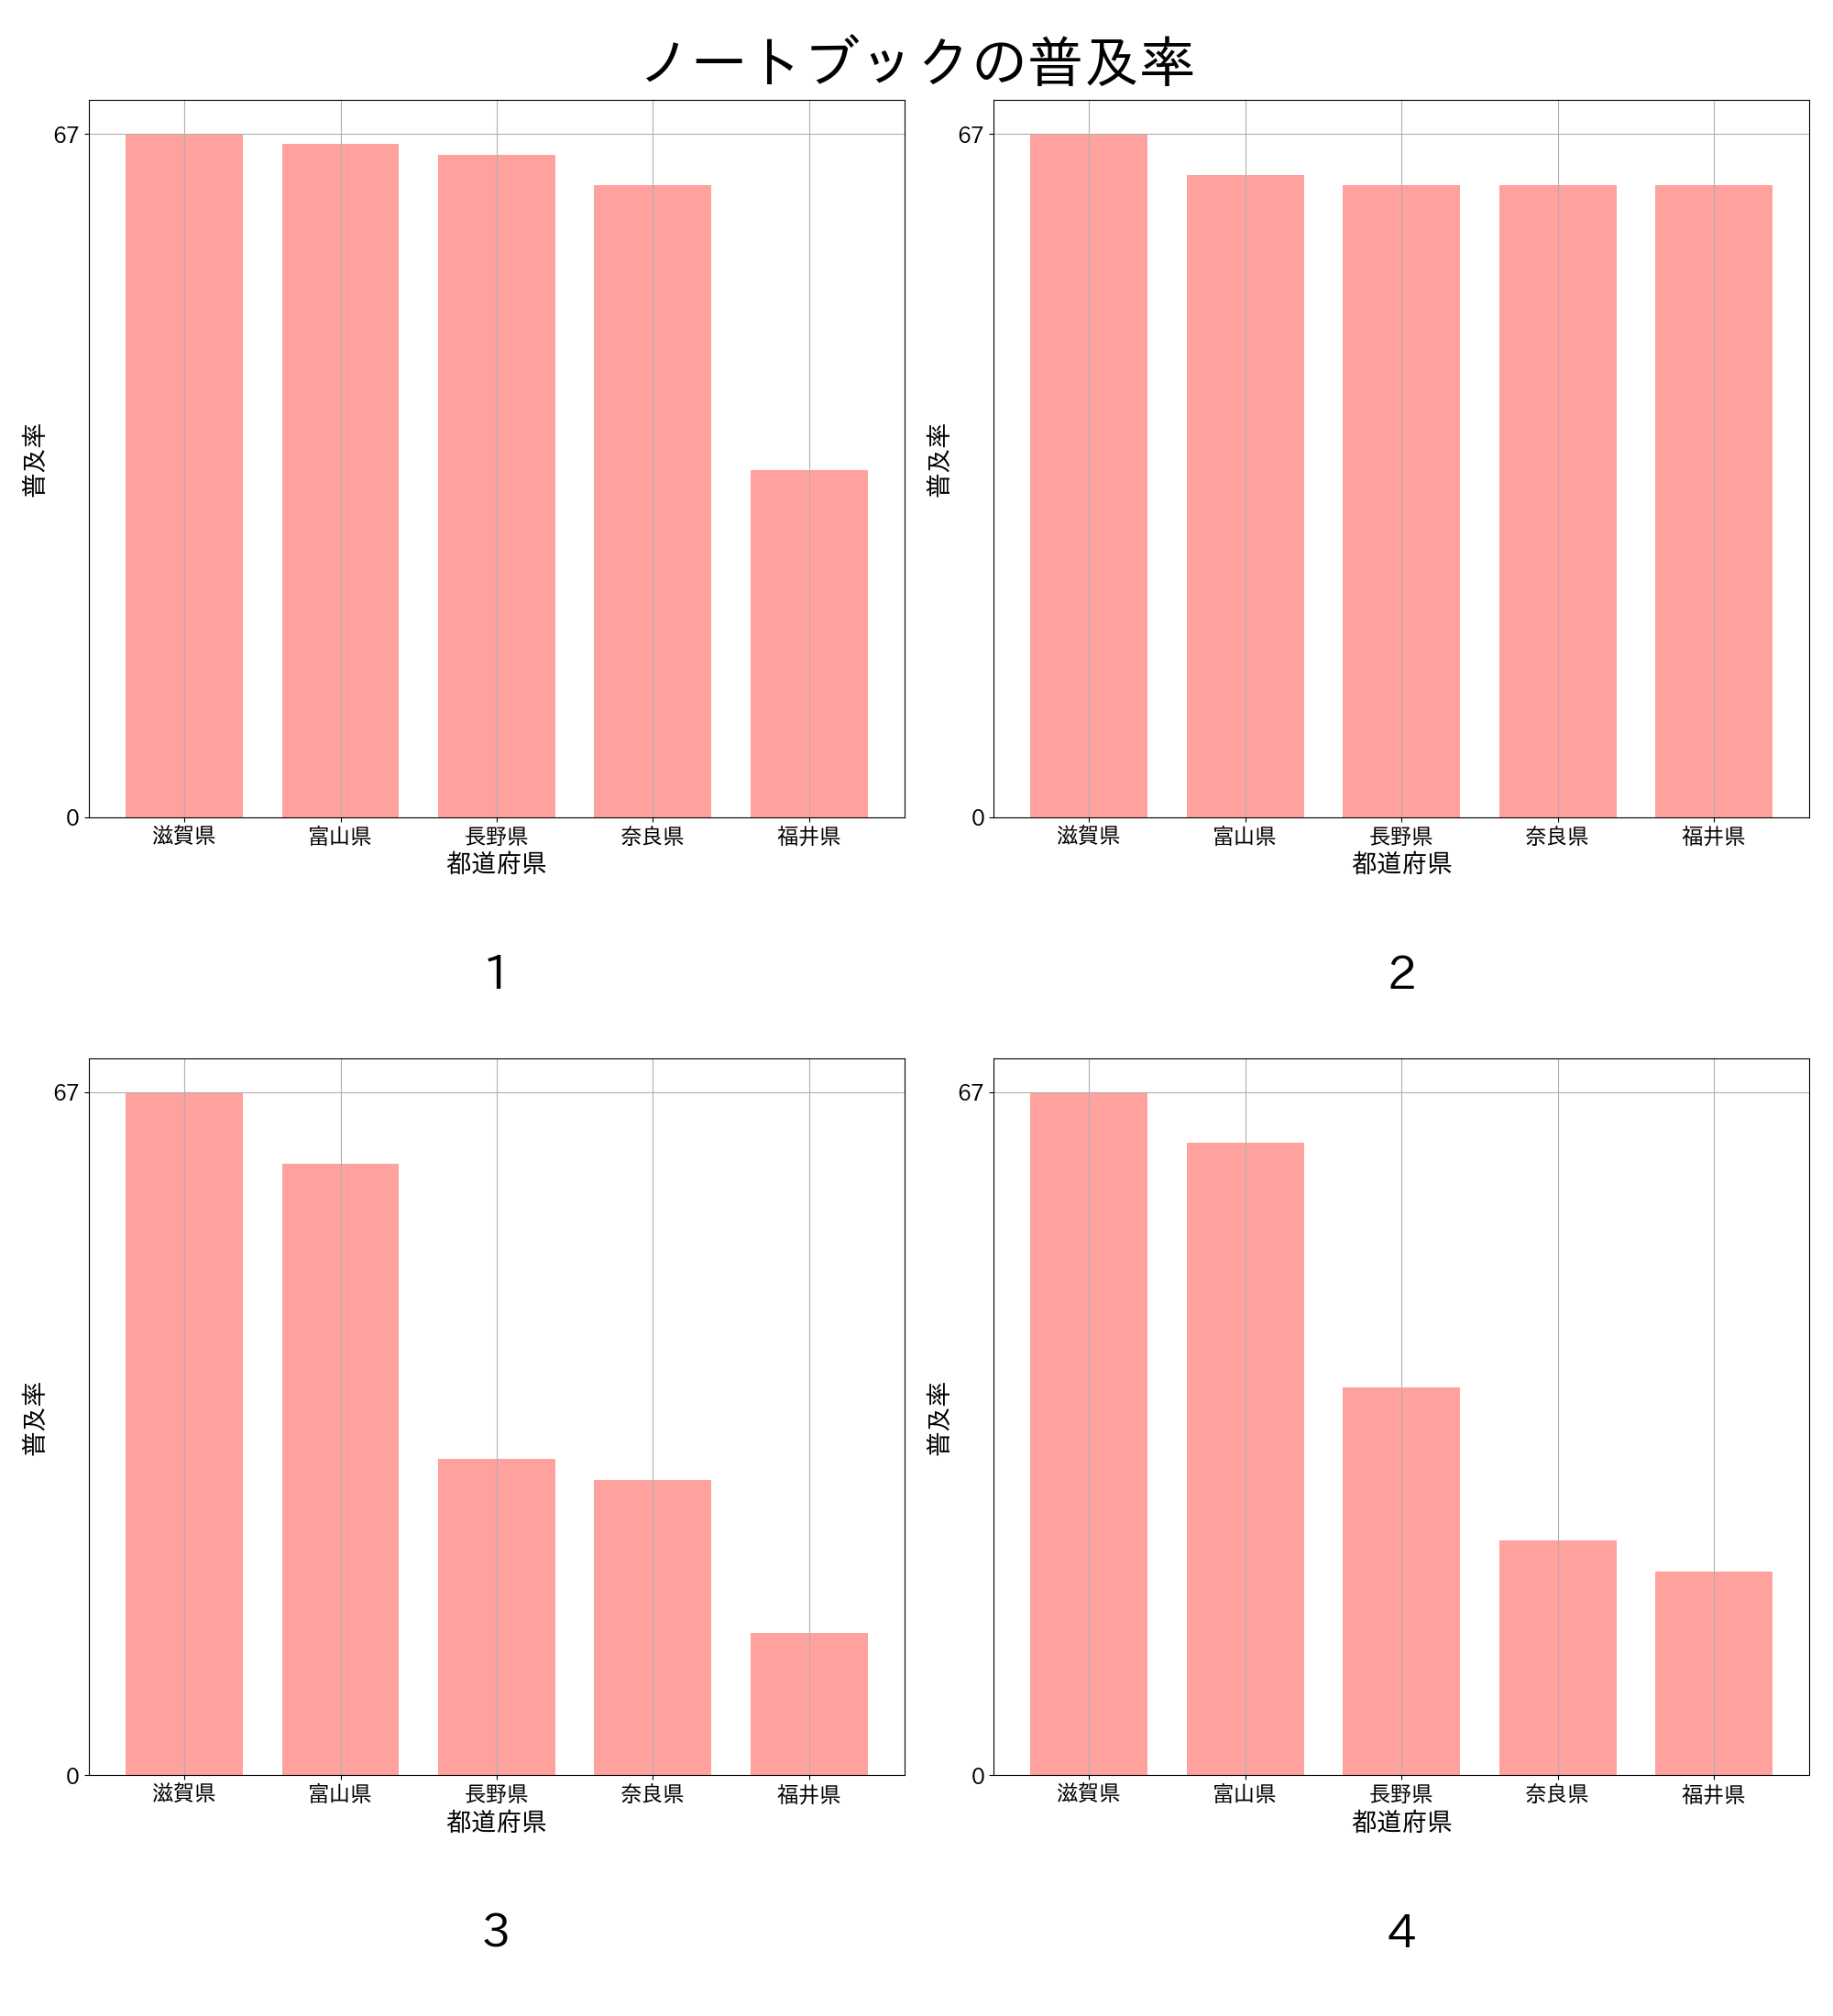 ノートブックの普及率
67
0
普及率
滋賀県 富山県 長野県 奈良県 福井県
都道府県
1
67
0
普及率
滋賀県 富山県 長野県 奈良県 福井県
都道府県
2
67
0
普及率
滋賀県 富山県 長野県 奈良県 福井県
都道府県
3
67
0
普及率
滋賀県 富山県 長野県 奈良県 福井県
都道府県
4